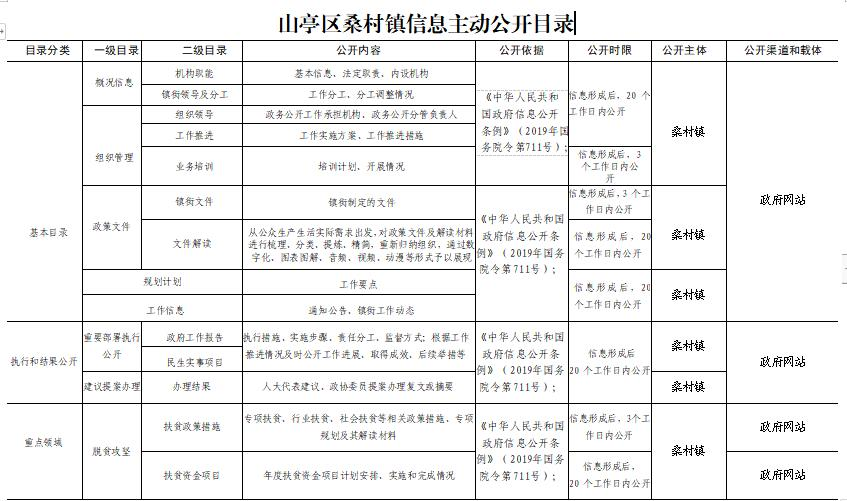 山亭区桑村镇信息主动公开目录
目录分类 一级目录 二级目录 公开内容 公开依据 公开时限 公开主体 公开渠道和载体
基本目录
概况信息
机构职能 基本信息、法定职责、内设机构
镇街领导及分工 工作分工、分工调整情况
组织管理
组织领导 政务公开工作承担机构、政务公开分管负责人
工作推进 工作实施方案、工作推进措施
业务培训 培训计划、开展情况
《中华人民共和
国政府信息公开
条例》（2019年国
务院令第711号）；
信息形成后，20 个
工作日内公开
信息形成后，3
个工作日内公
开
桑村镇
政府网站
政策文件
镇街文件 镇街制定的文件
信息形成后，3 个工
作日内公开
文件解读
从公众生产生活实际需求出发，对政策文件及解读材料
进行梳理、分类、提炼、精简，重新归纳组织，通过数
字化、图表图解、音频、视频、动漫等形式予以展现
信息形成后，20
个工作日内公开
桑村镇
《中华人民共和国
政府信息公开条
例》（2019年国务
院令第711号）；
规划计划 工作要点
工作信息 通知公告、镇街工作动态
信息形成后，20
个工作日内公开
桑村镇
执行和结果公开
重要部署执行
公开
政府工作报告
民生实事项目
执行措施、实施步骤、责任分工、监督方式；根据工作
推进情况及时公开工作进展、取得成效、后续举措等
建议提案办理 办理结果 人大代表建议、政协委员提案办理复文或摘要
《中华人民共和国
政府信息公开条
例》（2019年国务
院令第711号）；
信息形成后
20 个工作日内公开
桑村镇
桑村镇
政府网站
重点领域
脱贫攻坚
扶贫政策措施
专项扶贫、行业扶贫、社会扶贫等相关政策措施、专项
规划及其解读材料
扶贫资金项目 年度扶贫资金项目计划安排、实施和完成情况
《中华人民共和国
政府信息公开条
例》（2019年国务
院令第711号）；
信息形成后，3个工
作日内公开
信息形成后，
20 个工作日内公开
桑村镇
政府网站
政府网站